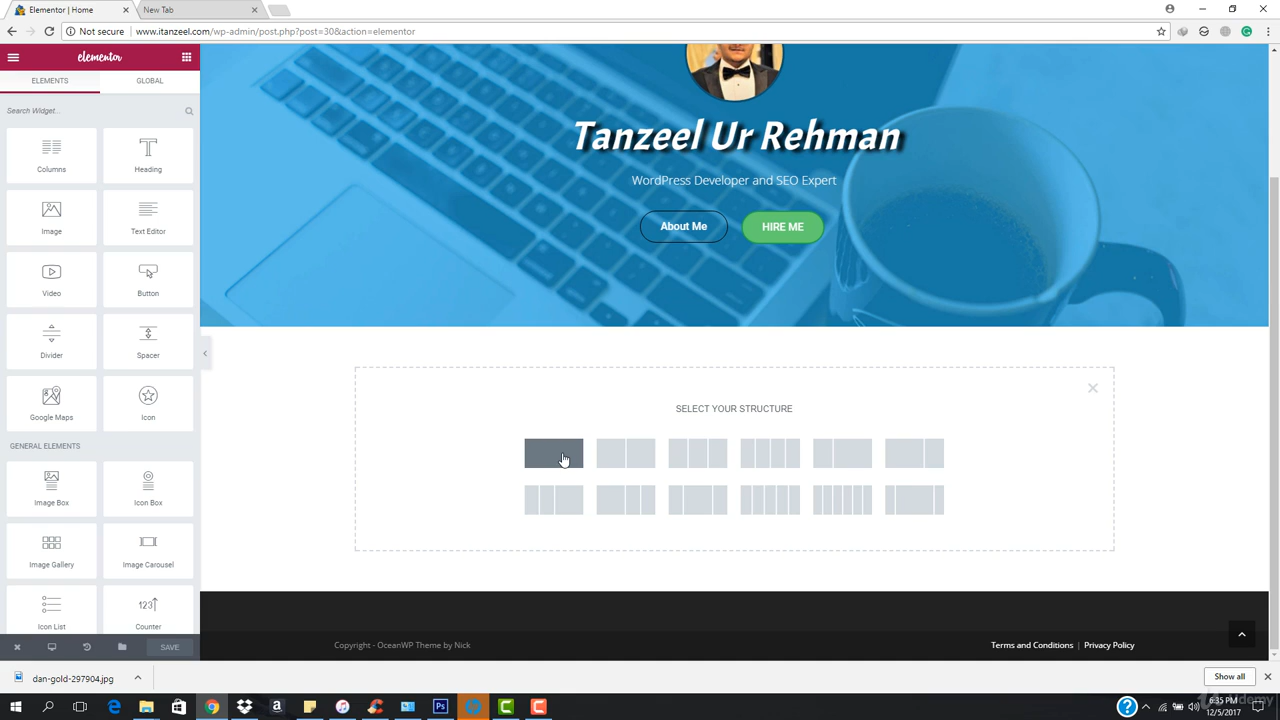 Elementor | Home
New Tab
Not secure
www.itanzeel.com/wp-admin/post.php?post=30&action=elementor
elementor
ELEMENTS
GLOBAL
Search Widget...
Columns
Heading
Image
Text Editor
Video
Button
Divider
Spacer
Google Maps
Icon
GENERAL ELEMENTS
Image Box
Icon Box
Image Gallery
Image Carousel
Icon List
123
Counter
SAVE
Tanzeel Ur Rehman
WordPress Developer and SEO Expert
About Me
HIRE ME
SELECT YOUR STRUCTURE
Copyright - OceanWP Theme by Nick
Terms and Conditions | Privacy Policy
dan-gold-297904.jpg
Show all
Ps
6:35 PM
12/5/2017